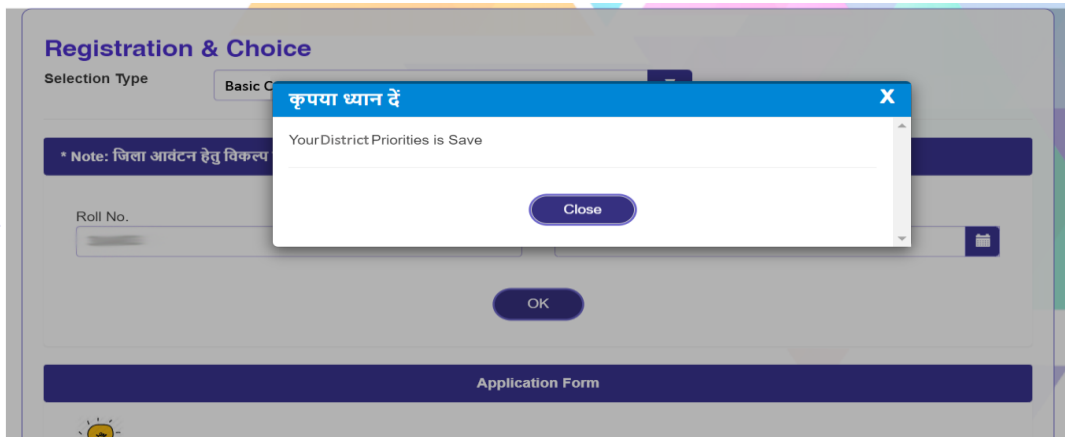 Registration & Choice
Selection Type
Basic C
कृपया ध्यान दें
X
YourDistrict Priorities is Save
Close
* Note: जिला आवंटन हेतु विकल्प
Roll No.
OK
Application Form